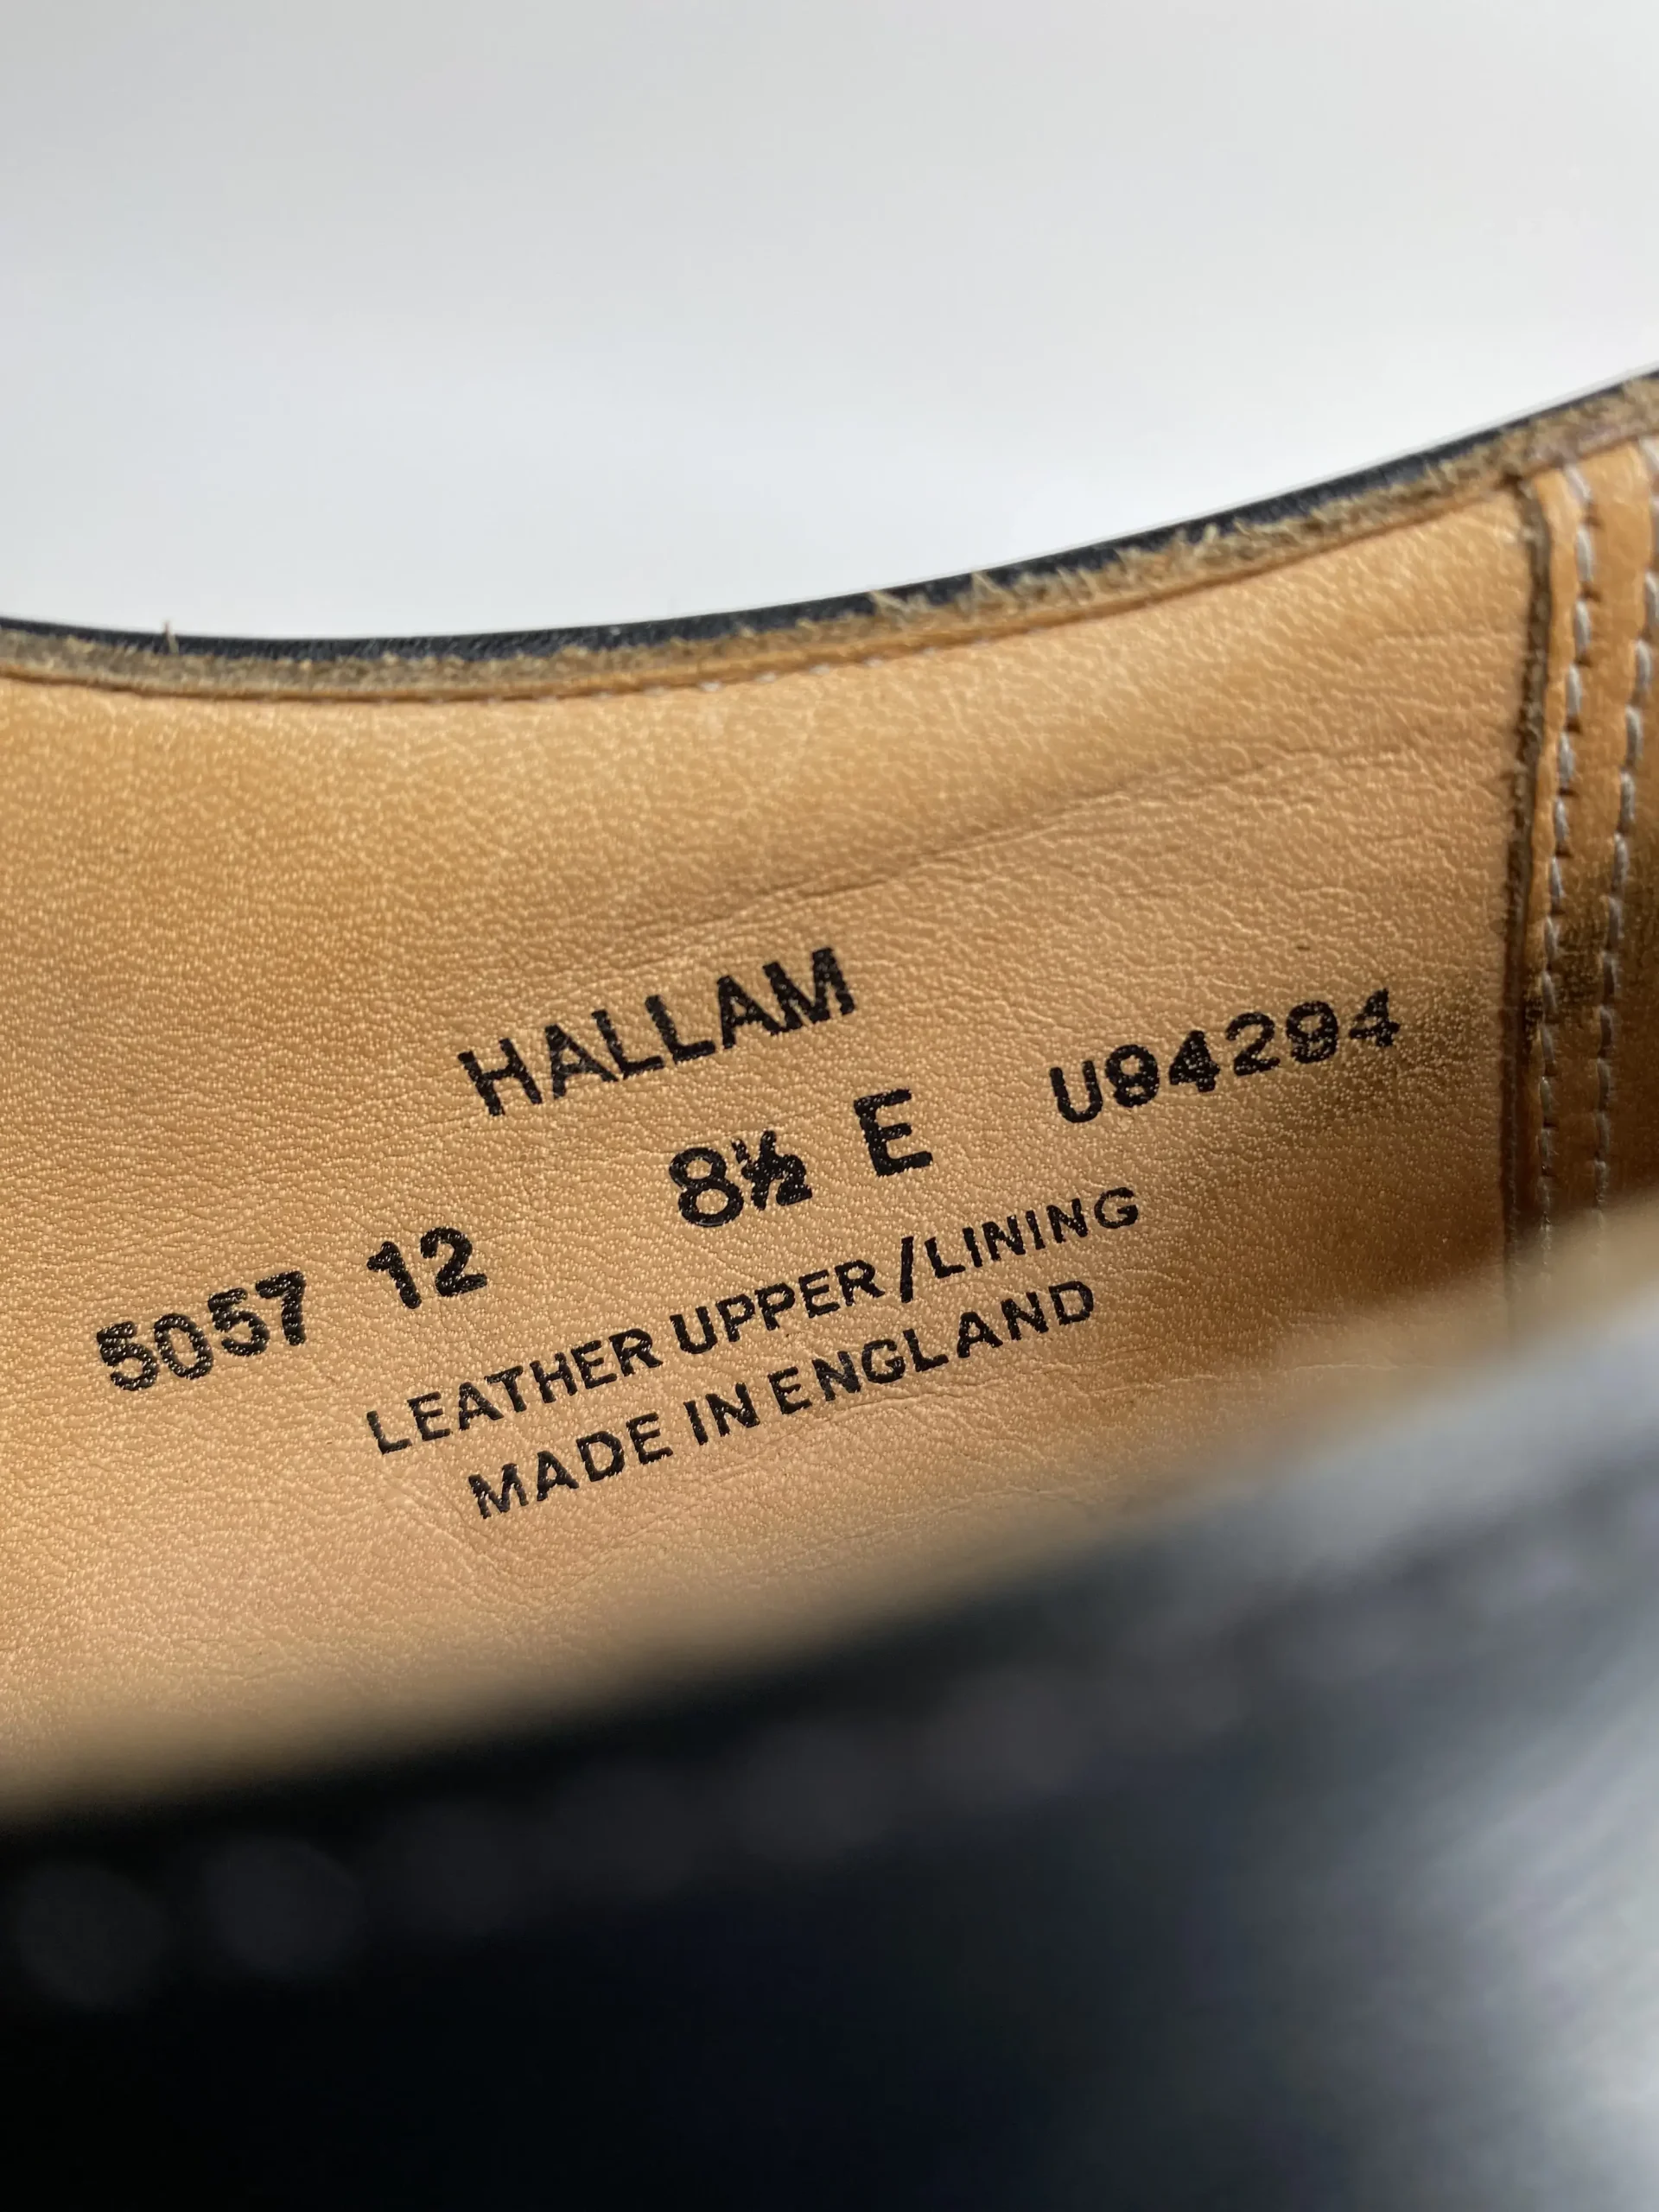 HALLAM
8½ E U94294
5057 12
LEATHER UPPER/LINING
MADE IN ENGLAND